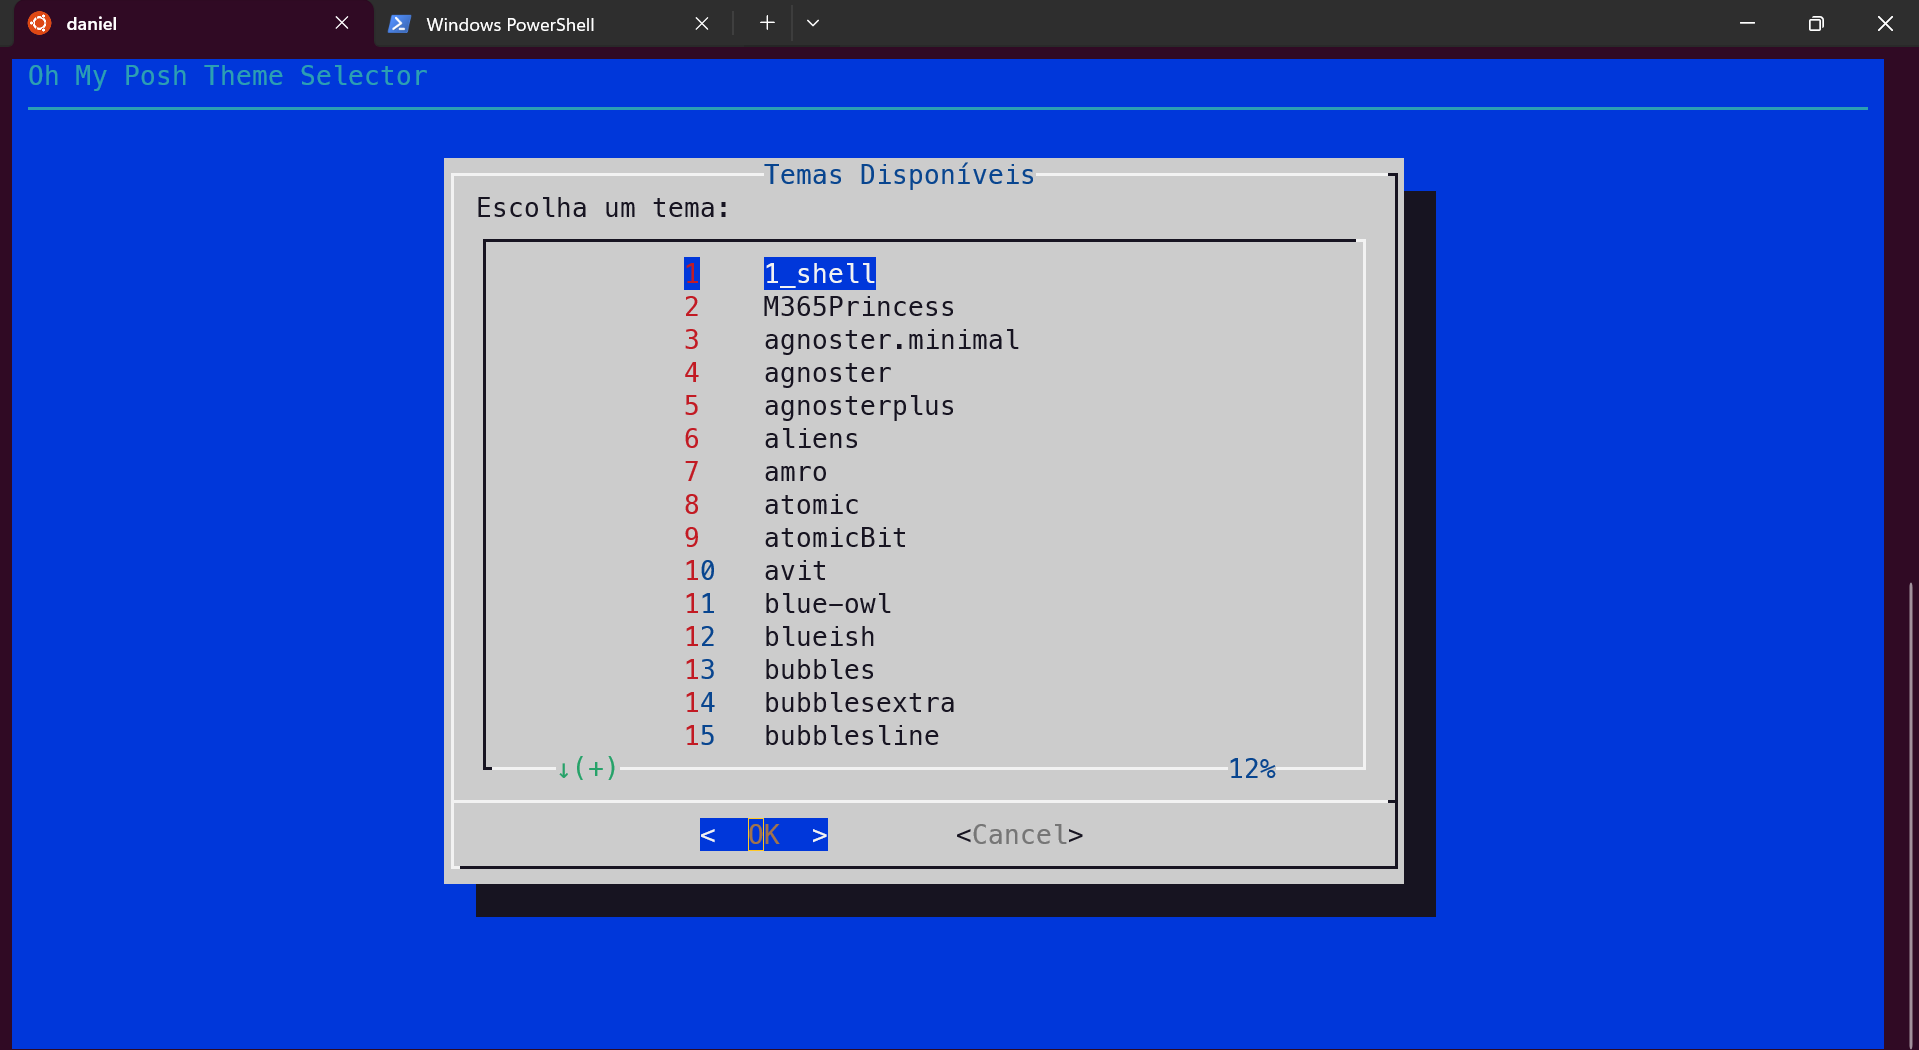 daniel
Windows PowerShell
Oh My Posh Theme Selector
Temas Disponíveis
Escolha um tema:
1 1_shell
2 M365Princess
3 agnoster.minimal
4 agnoster
5 agnosterplus
6 aliens
7 amro
8 atomic
9 atomicBit
10 avit
11 blue-owl
12 blueish
13 bubbles
14 bubblesextra
15 bubblesline
↓(+) 12%
< OK > <Cancel>